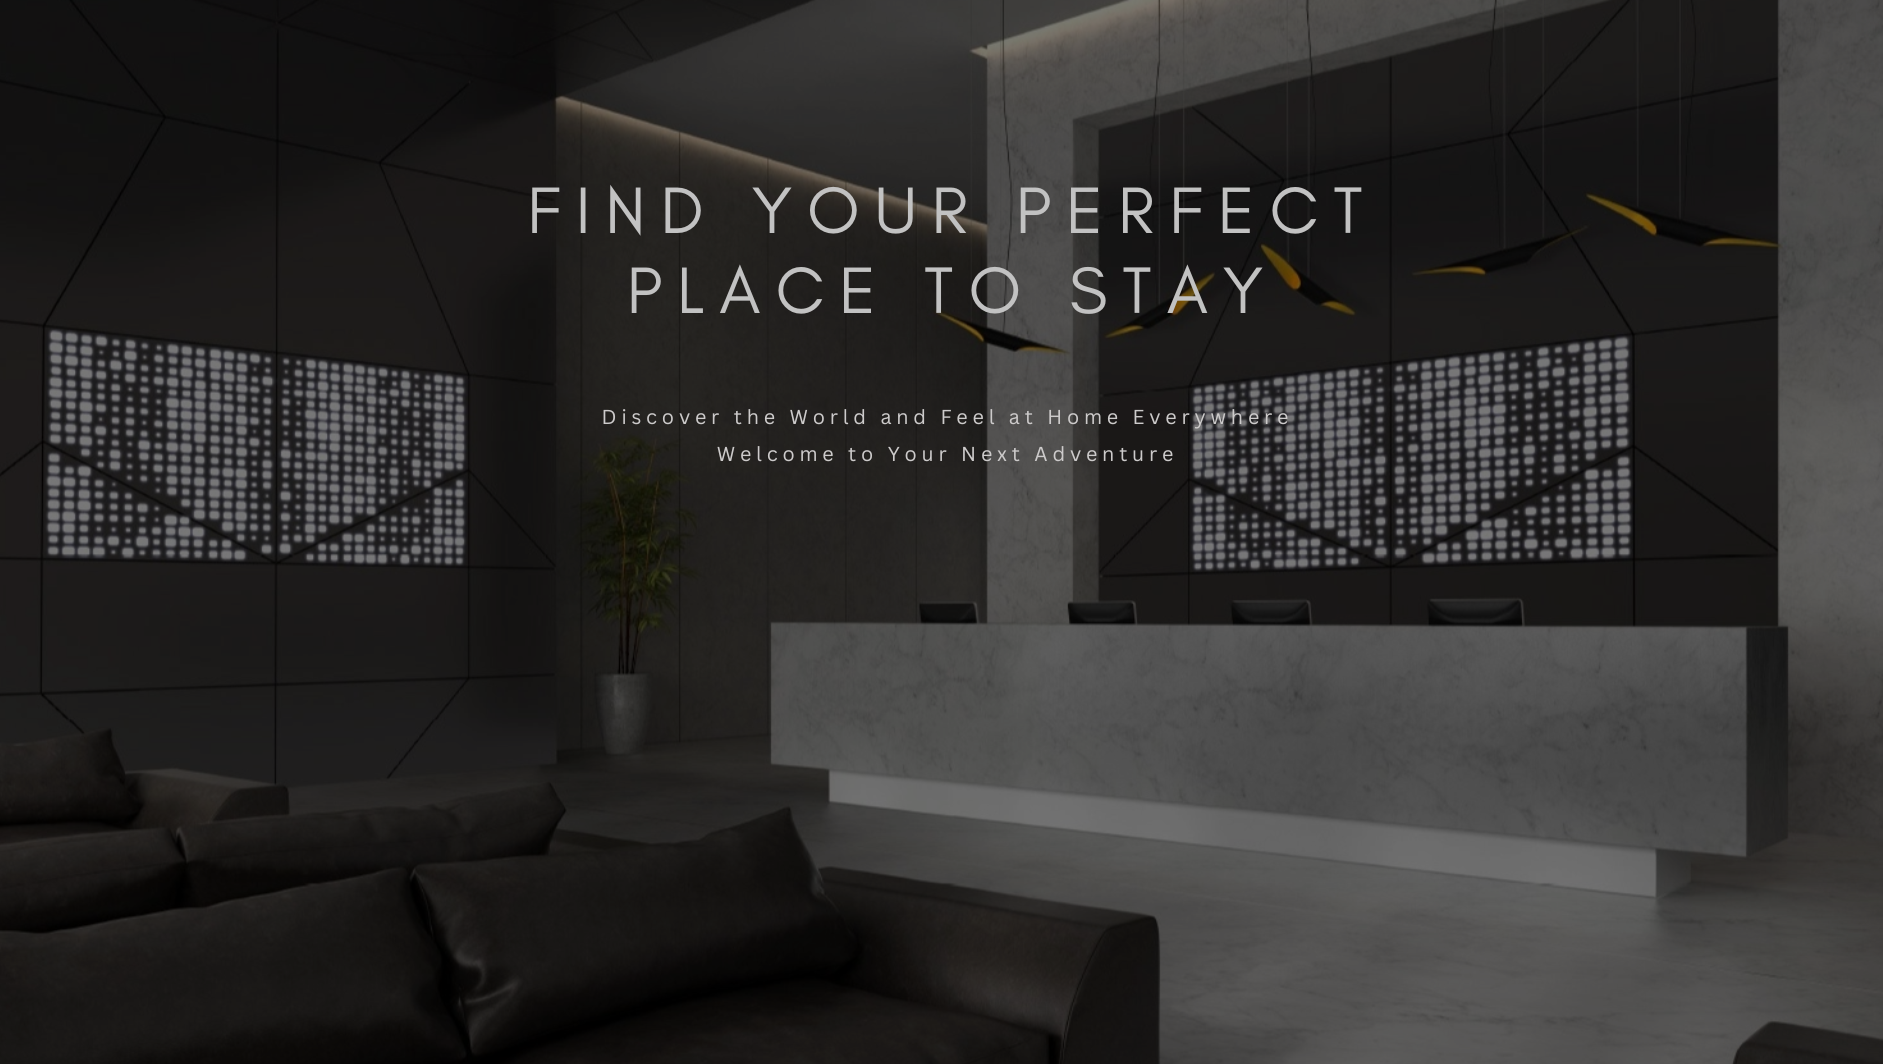 FIND YOUR PERFECT
PLACE TO STAY
Discover the World and Feel at Home Everywhere
Welcome to Your Next Adventure